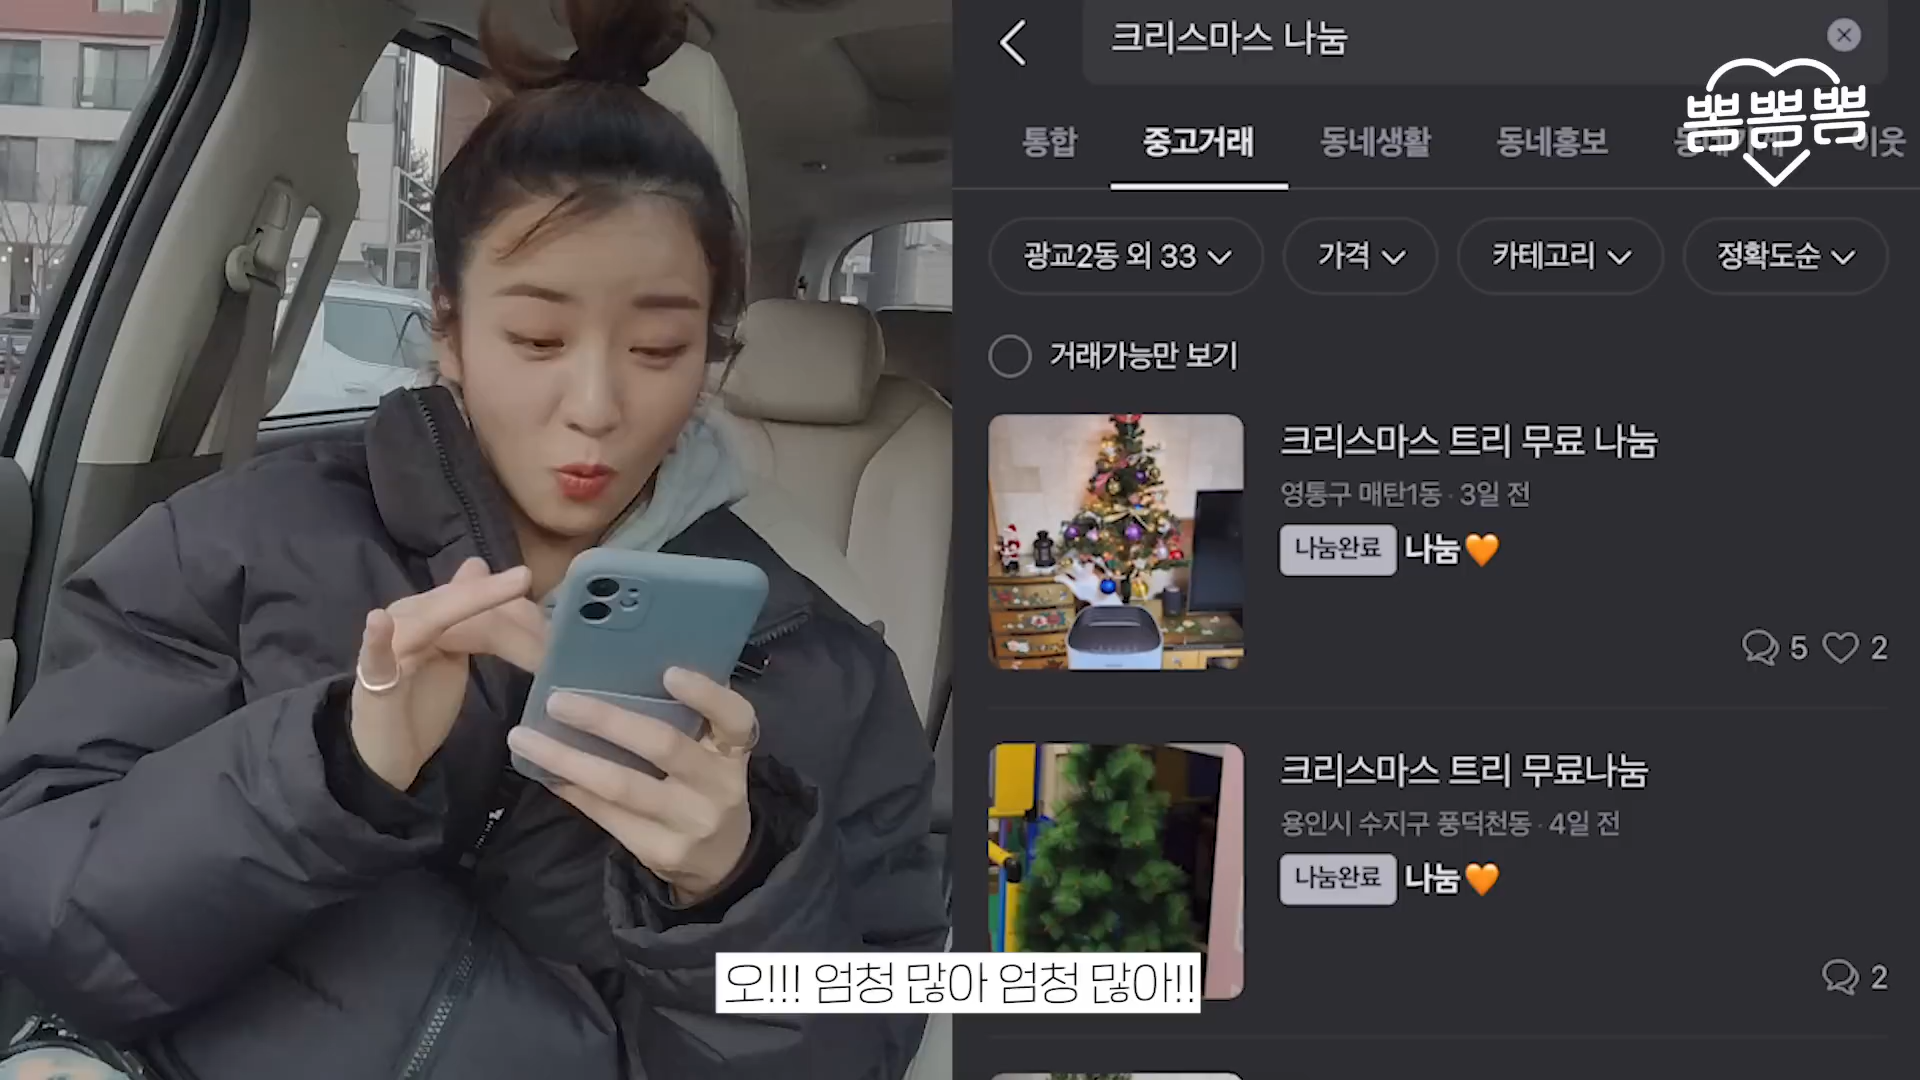 크리스마스 나눔
뽐뽐뽐
통합 중고거래 동네생활 동네홍보 이웃
광교2동 외 33 가격 카테고리 정확도순
거래가능만 보기
크리스마스 트리 무료 나눔
영통구 매탄1동 · 3일 전
나눔완료 나눔🧡
5 2
크리스마스 트리 무료나눔
용인시 수지구 풍덕천동 · 4일 전
나눔완료 나눔🧡
2
오!!! 엄청 많아 엄청 많아!!